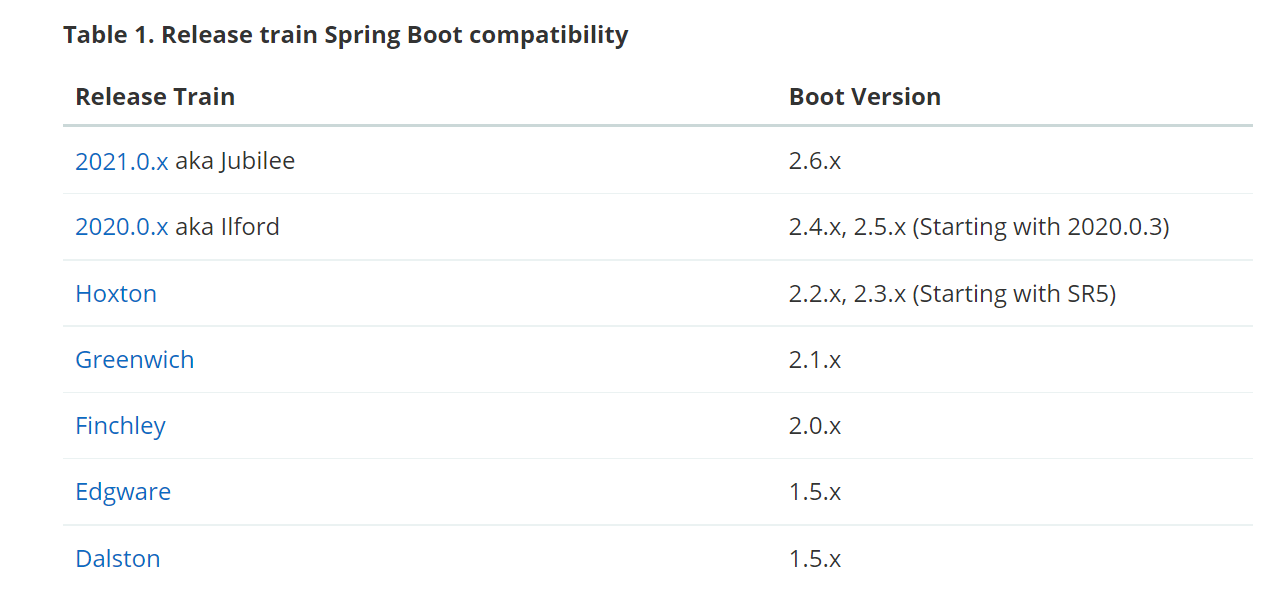 Table 1. Release train Spring Boot compatibility
Release Train Boot Version
2021.0.x aka Jubilee 2.6.x
2020.0.x aka Ilford 2.4.x, 2.5.x (Starting with 2020.0.3)
Hoxton 2.2.x, 2.3.x (Starting with SR5)
Greenwich 2.1.x
Finchley 2.0.x
Edgware 1.5.x
Dalston 1.5.x